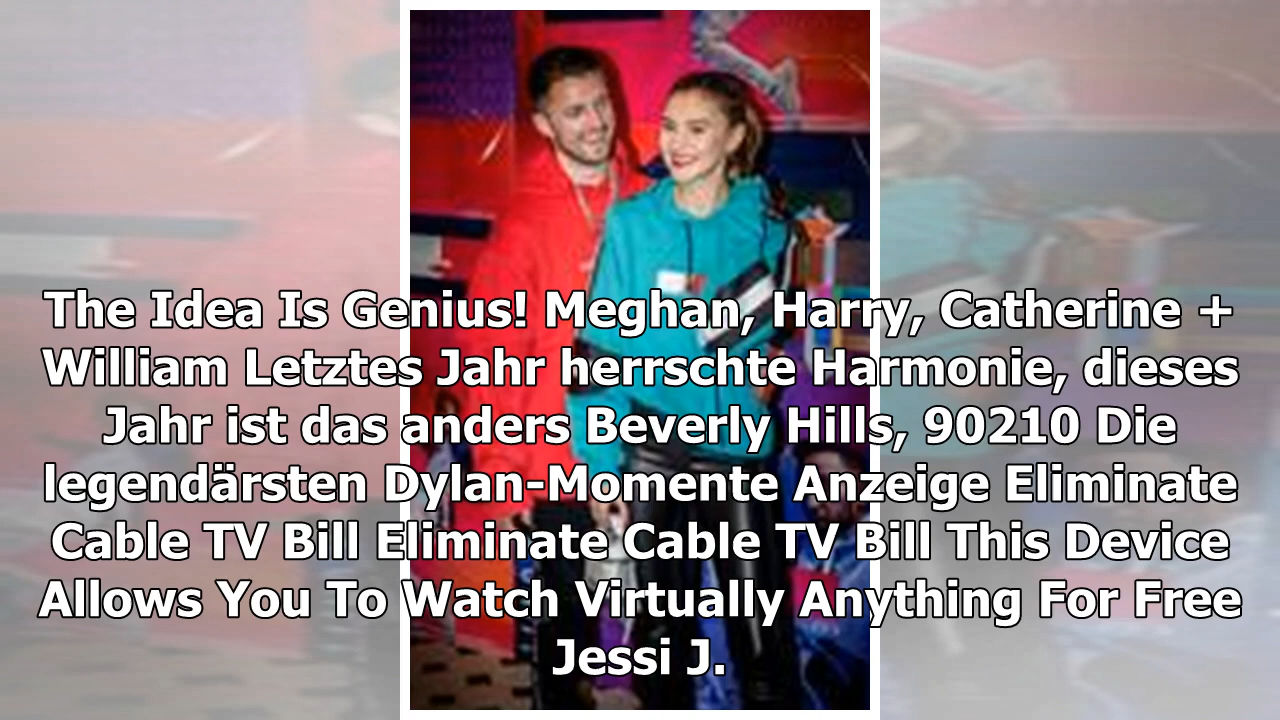 The Idea Is Genius! Meghan, Harry, Catherine +
William Letztes Jahr herrschte Harmonie, dieses
Jahr ist das anders Beverly Hills, 90210 Die
legendärsten Dylan-Momente Anzeige Eliminate
Cable TV Bill Eliminate Cable TV Bill This Device
Allows You To Watch Virtually Anything For Free
Jessi J.